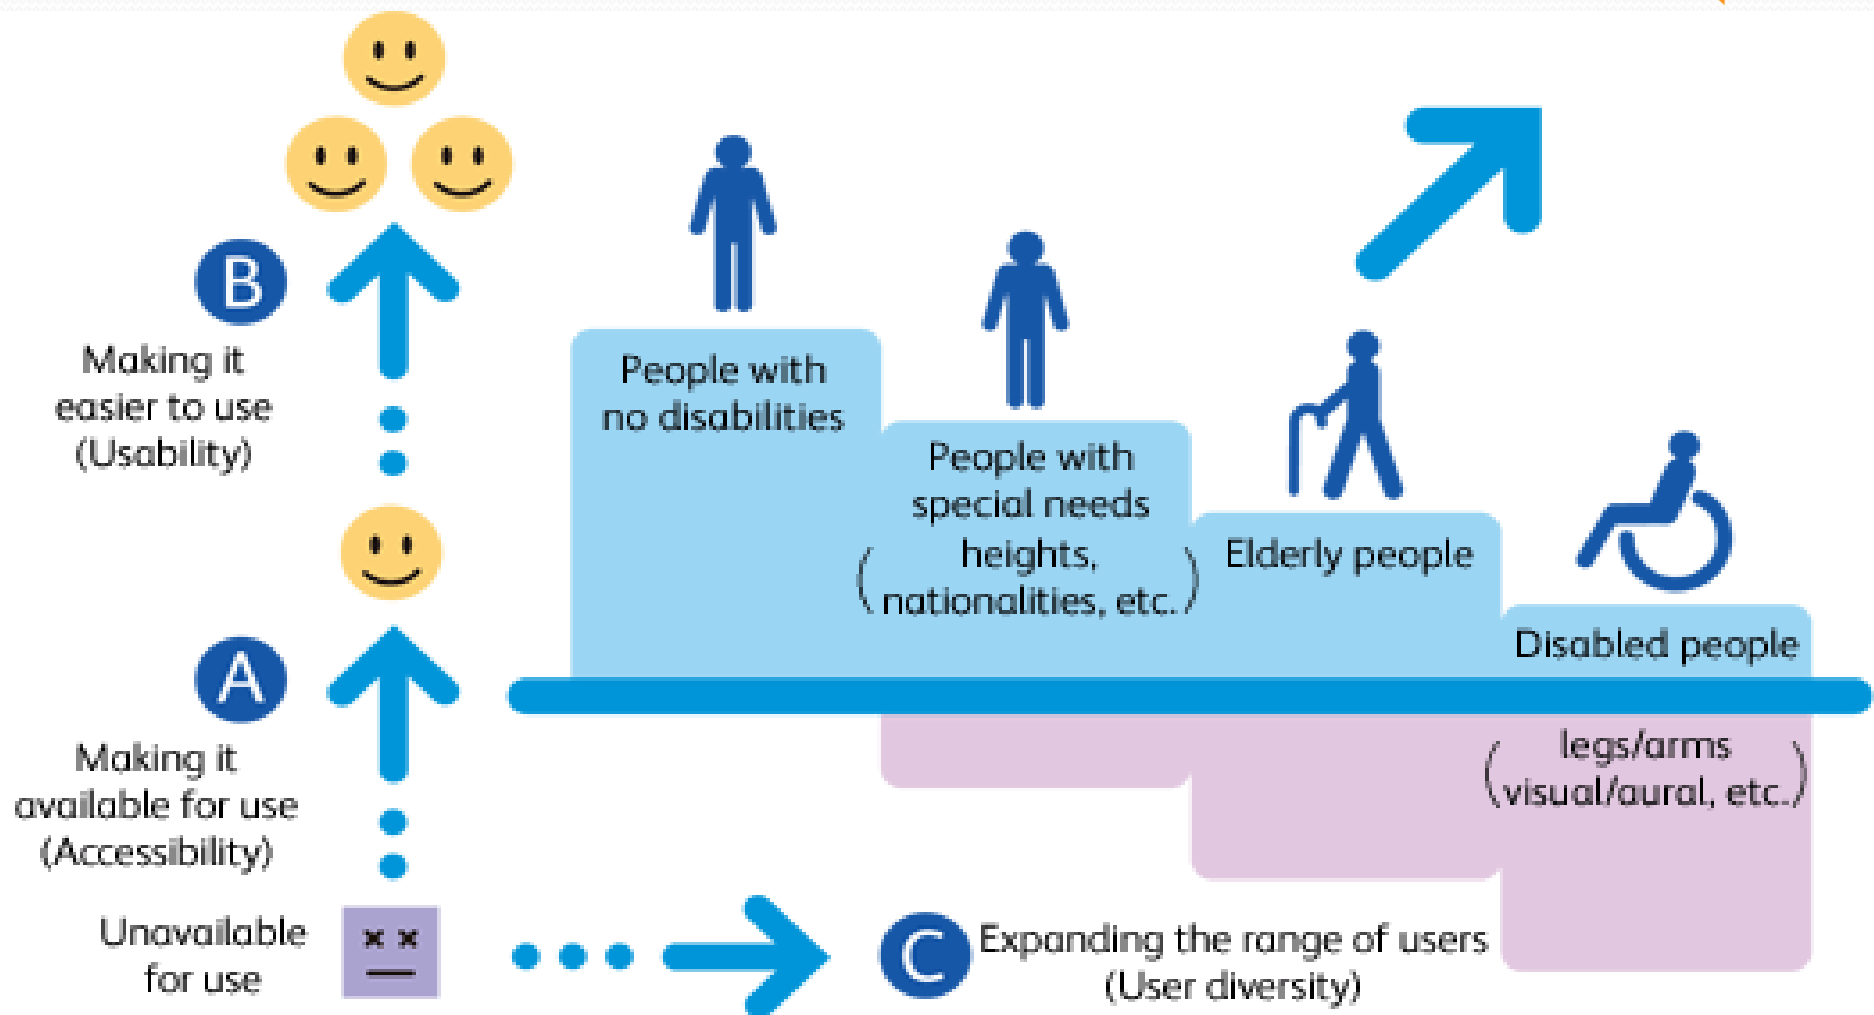 B
Making it
easier to use
(Usability)
A
Making it
available for use
(Accessibility)
Unavailable
for use
People with
no disabilities
People with
special needs
(heights,
nationalities, etc.)
Elderly people
Disabled people
(legs/arms
visual/aural, etc.)
C
Expanding the range of users
(User diversity)